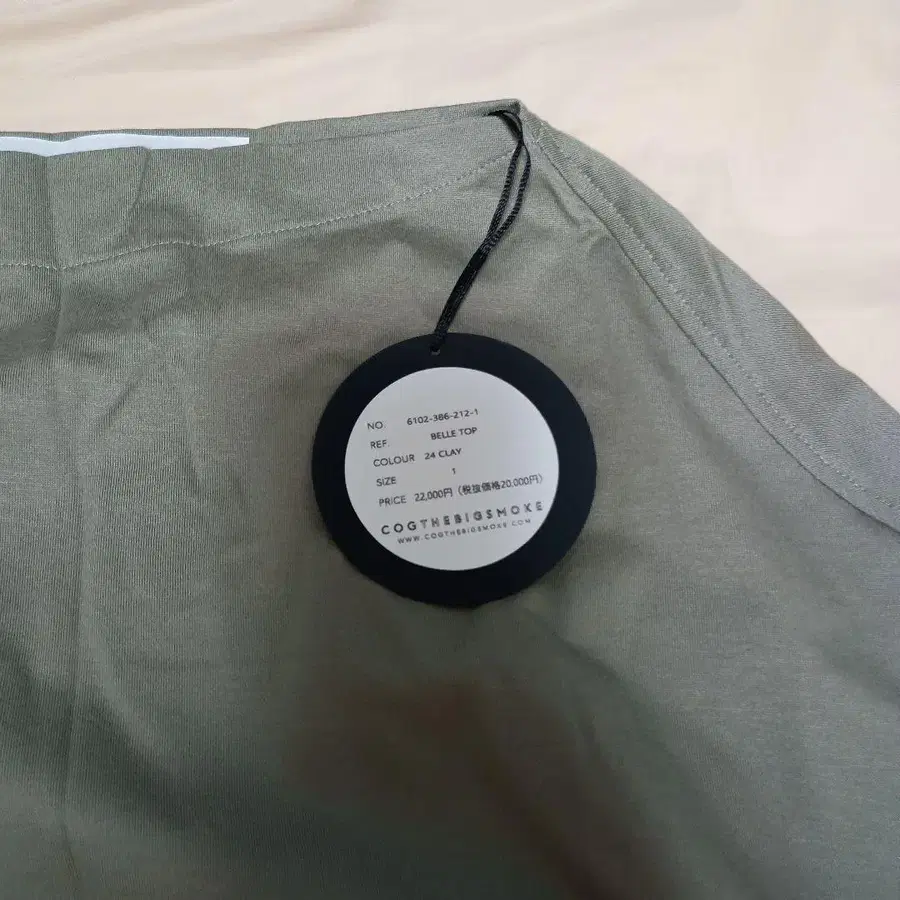 NO. 6102-386-212-1
REF. BELLE TOP
COLOUR 24 CLAY
SIZE 1
PRICE 22,000円（税抜価格20,000円）
COGTHEBIGSMOKE
WWW.COGTHEBIGSMOKE.COM